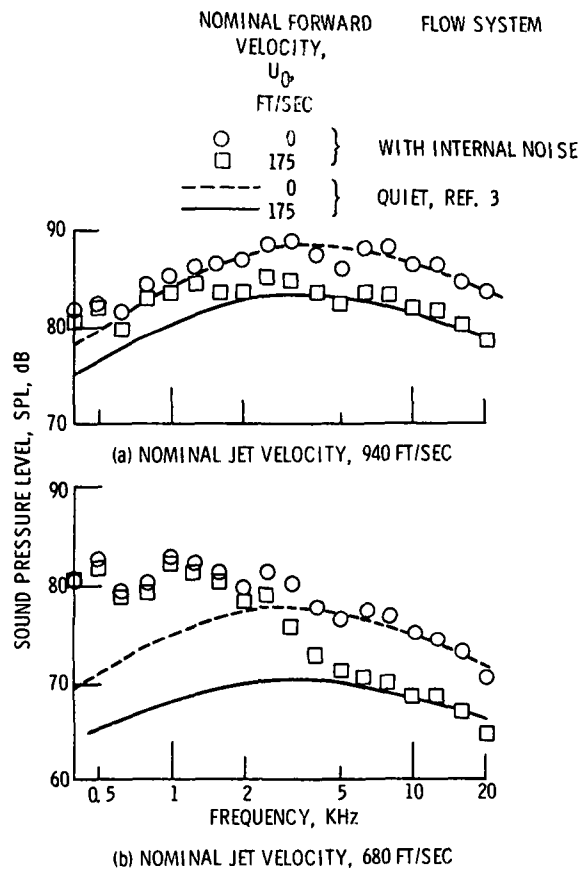 NOMINAL FORWARD FLOW SYSTEM
VELOCITY,
U0,
FT/SEC
0
175
WITH INTERNAL NOISE
0
175
QUIET, REF. 3
90
80
70
(a) NOMINAL JET VELOCITY, 940 FT/SEC
SOUND PRESSURE LEVEL, SPL, dB
90
80
70
60
0.5 1 2 5 10 20
FREQUENCY, KHz
(b) NOMINAL JET VELOCITY, 680 FT/SEC